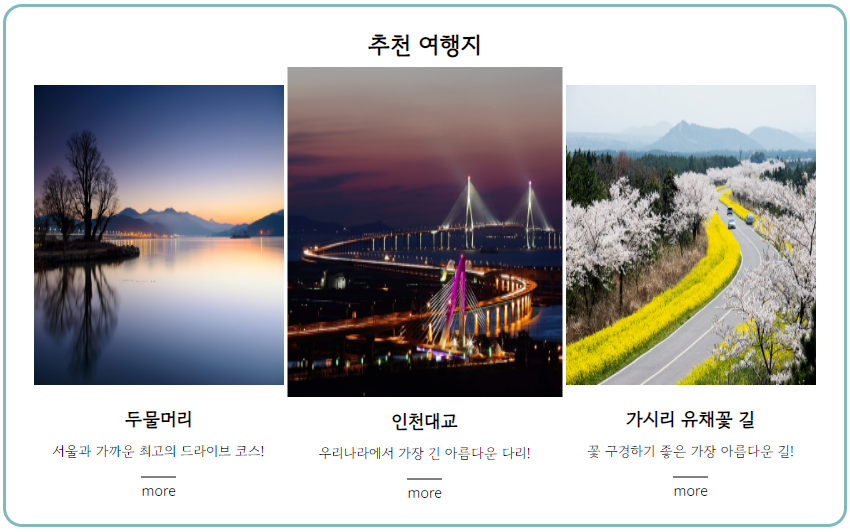 추천 여행지
두물머리
서울과 가까운 최고의 드라이브 코스!
more
인천대교
우리나라에서 가장 긴 아름다운 다리!
more
가시리 유채꽃 길
꽃 구경하기 좋은 가장 아름다운 길!
more